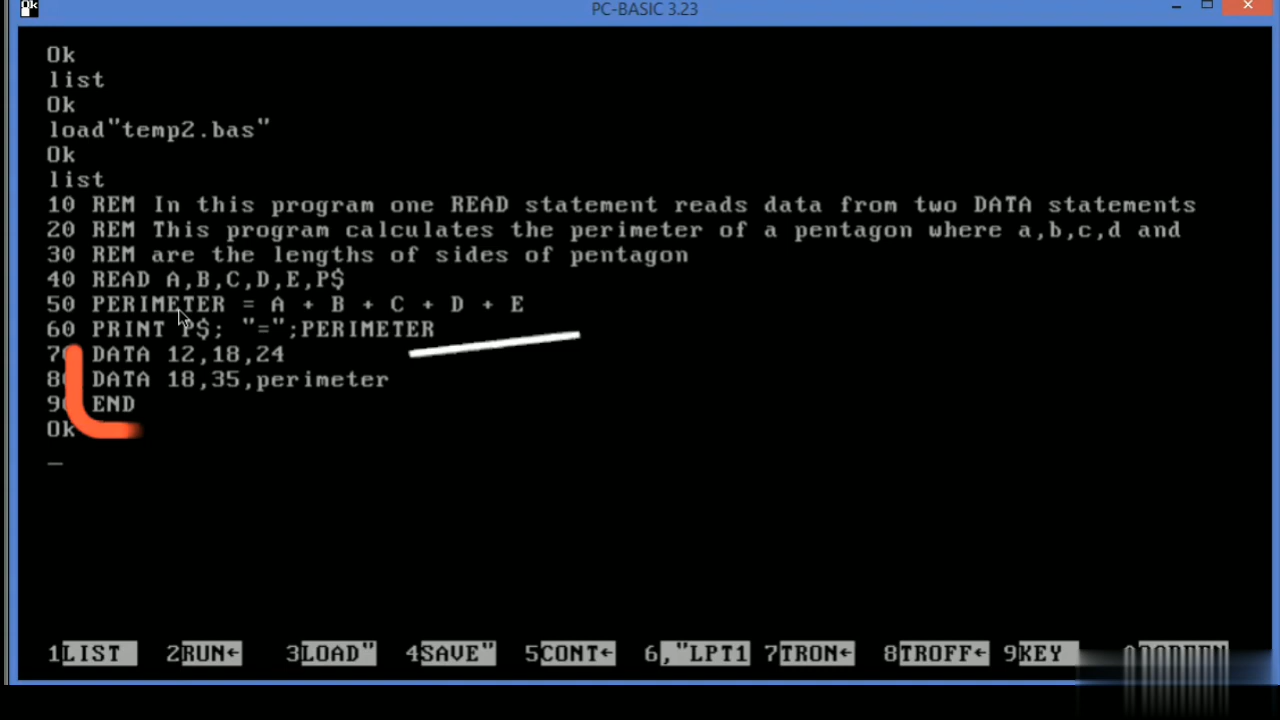 Ok
PC-BASIC 3.23
Ok
list
Ok
load"temp2.bas"
Ok
list
10 REM In this program one READ statement reads data from two DATA statements
20 REM This program calculates the perimeter of a pentagon where a,b,c,d and
30 REM are the lengths of sides of pentagon
40 READ A,B,C,D,E,P$
50 PERIMETER = A + B + C + D + E
60 PRINT P$; "=";PERIMETER
70 DATA 12,18,24
80 DATA 18,35,perimeter
90 END
Ok
1LIST 2RUN← 3LOAD" 4SAVE" 5CONT← 6,"LPT1 7TRON← 8TROFF← 9KEY